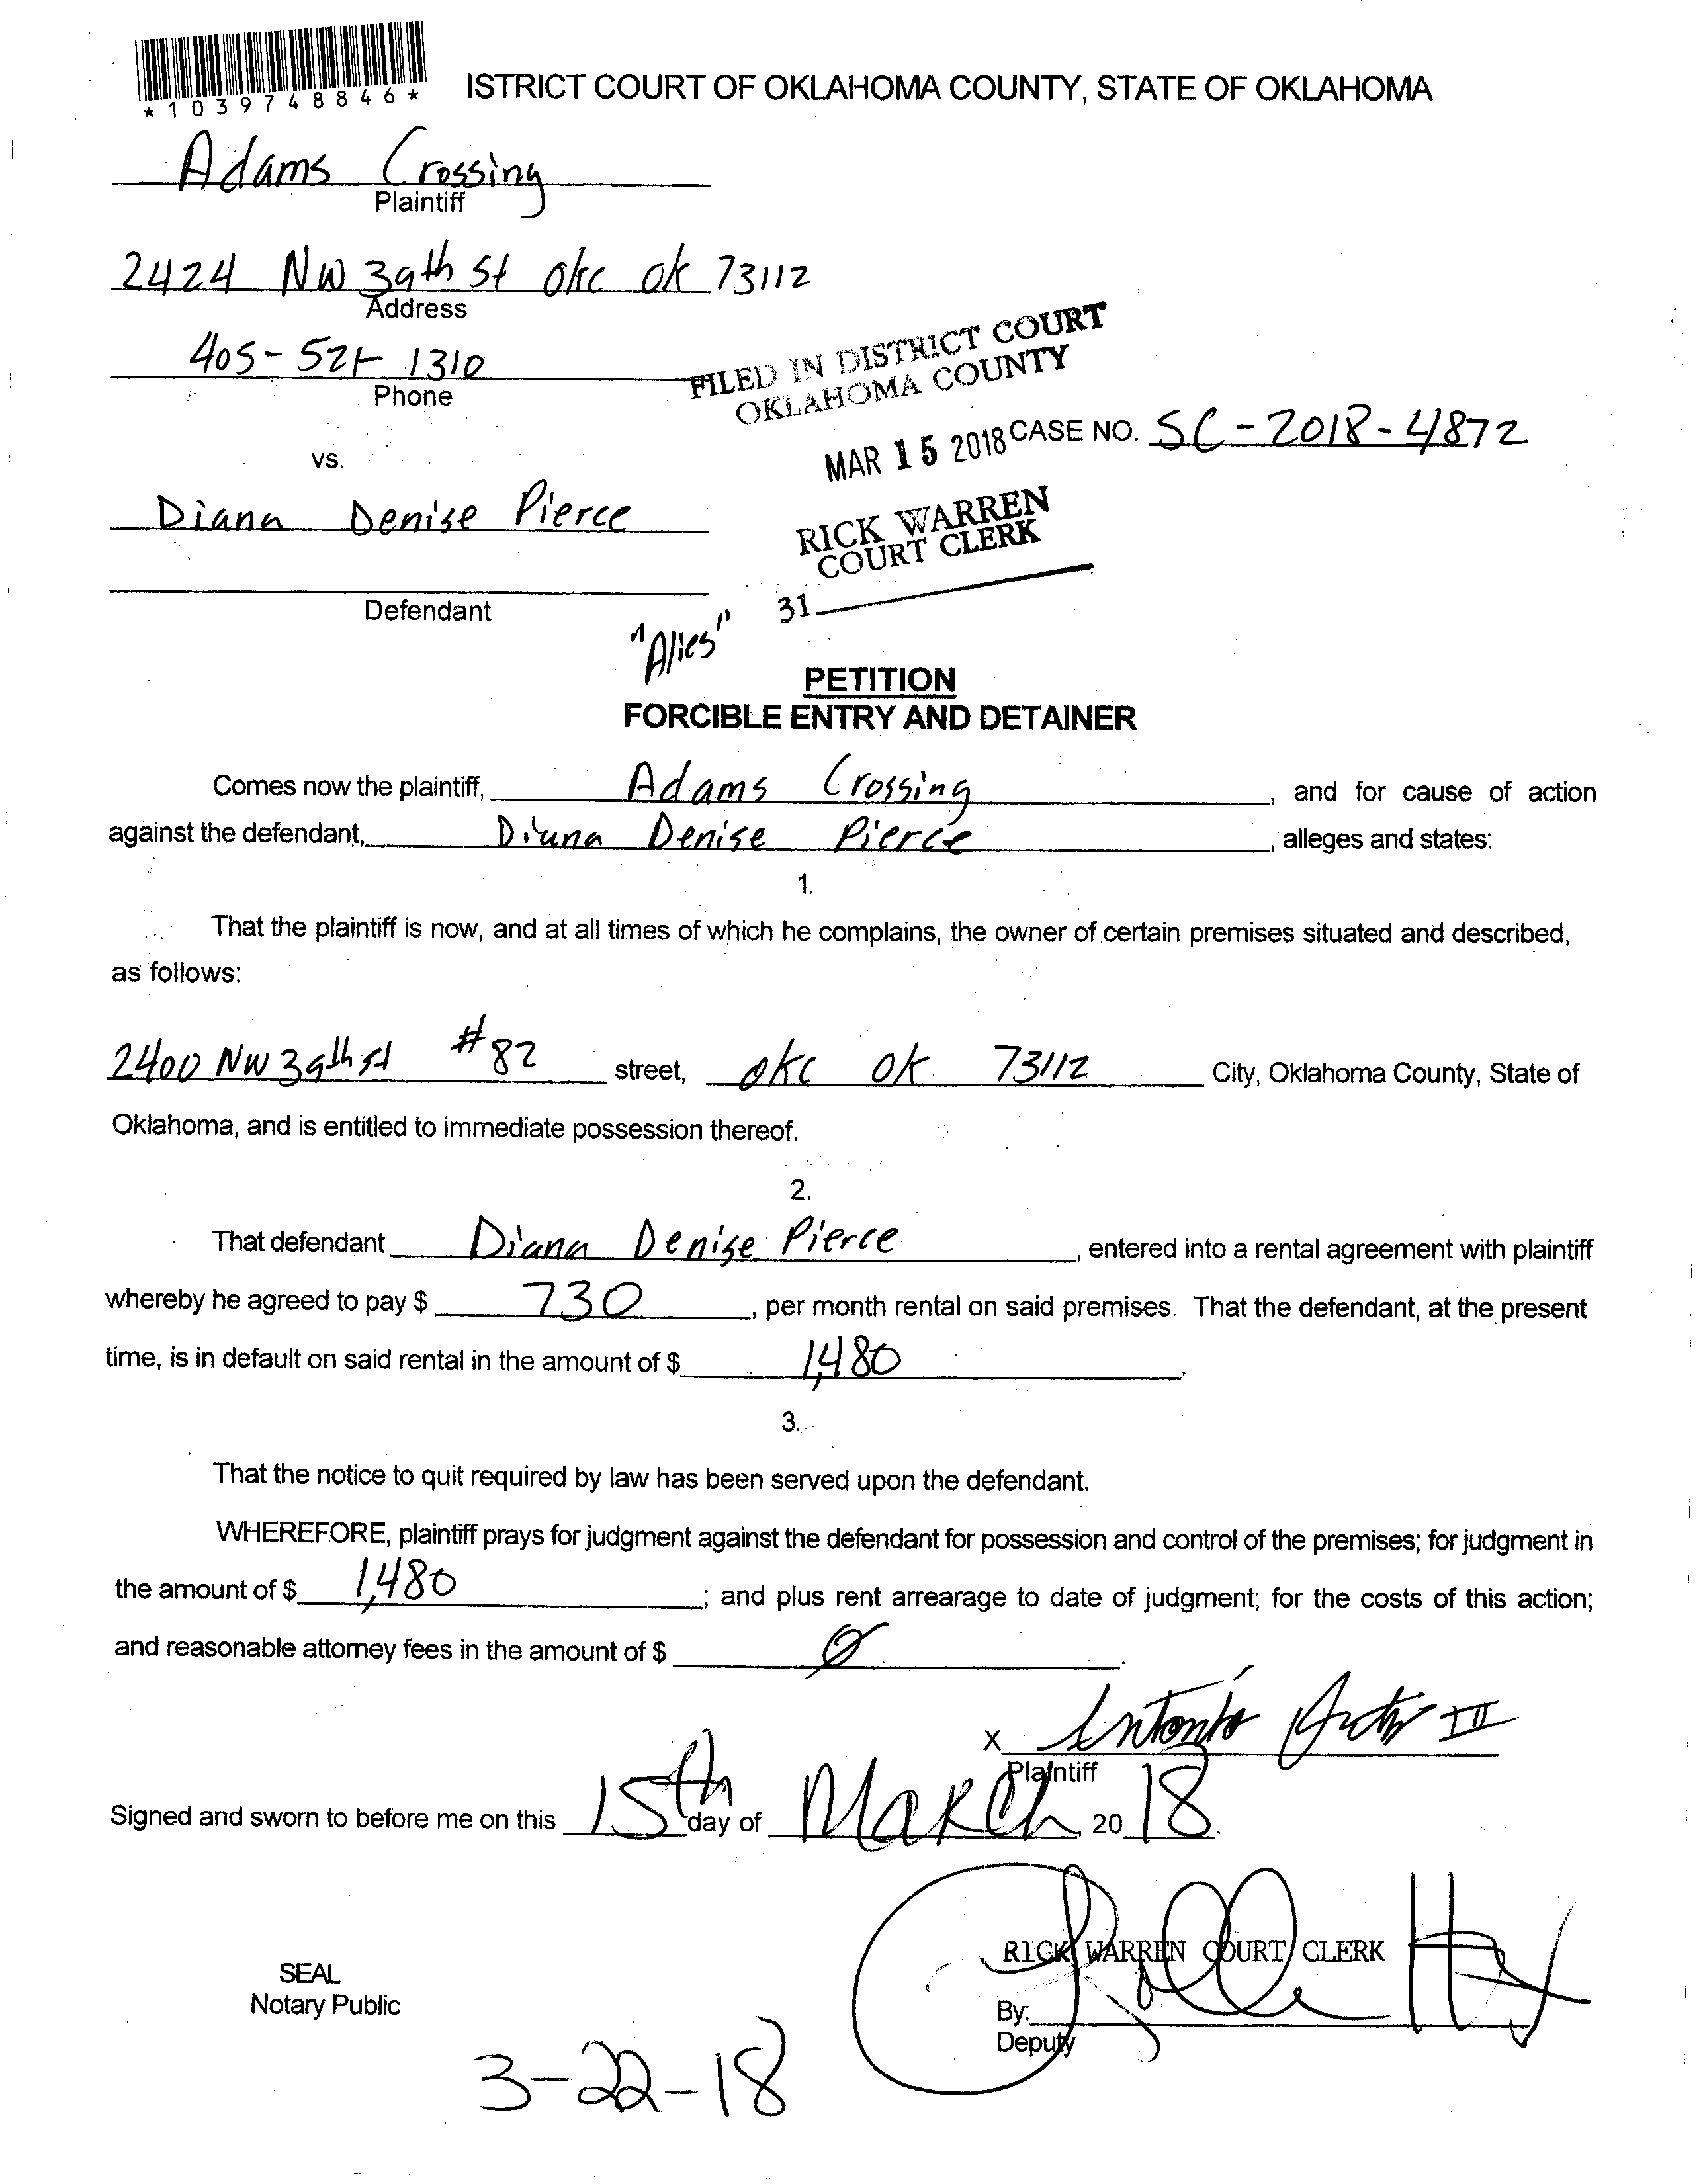 *1039748846*
ISTRICT COURT OF OKLAHOMA COUNTY, STATE OF OKLAHOMA
Adams Crossing
Plaintiff
2424 NW 39th St okc ok 73112
Address
405-521-1310
Phone
FILED IN DISTRICT COURT
OKLAHOMA COUNTY
MAR 15 2018 CASE NO. SC-2018-4872
vs.
Diana Denise Pierce
RICK WARREN
COURT CLERK
31
Defendant
"Alies"
PETITION
FORCIBLE ENTRY AND DETAINER
Comes now the plaintiff, Adams Crossing, and for cause of action
against the defendant, Diana Denise Pierce, alleges and states:
1.
That the plaintiff is now, and at all times of which he complains, the owner of certain premises situated and described,
as follows:
2400 NW 39th st #82 street, okc ok 73112 City, Oklahoma County, State of
Oklahoma, and is entitled to immediate possession thereof.
2.
That defendant Diana Denise Pierce, entered into a rental agreement with plaintiff
whereby he agreed to pay $ 730, per month rental on said premises. That the defendant, at the present
time, is in default on said rental in the amount of $ 1,480.
3.
That the notice to quit required by law has been served upon the defendant.
WHEREFORE, plaintiff prays for judgment against the defendant for possession and control of the premises; for judgment in
the amount of $ 1,480; and plus rent arrearage to date of judgment; for the costs of this action;
and reasonable attorney fees in the amount of $ 0.
X Antonio II
Plaintiff
Signed and sworn to before me on this 15th day of March, 2018.
RICK WARREN COURT CLERK
SEAL
Notary Public
By:
Deputy
3-22-18